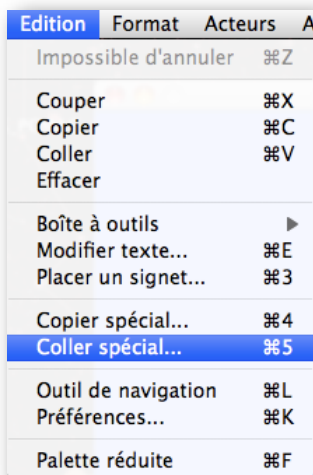 Edition Format Acteurs A
Impossible d'annuler ⌘Z
Couper ⌘X
Copier ⌘C
Coller ⌘V
Effacer
Boîte à outils ▶
Modifier texte... ⌘E
Placer un signet... ⌘3
Copier spécial... ⌘4
Coller spécial... ⌘5
Outil de navigation ⌘L
Préférences... ⌘K
Palette réduite ⌘F